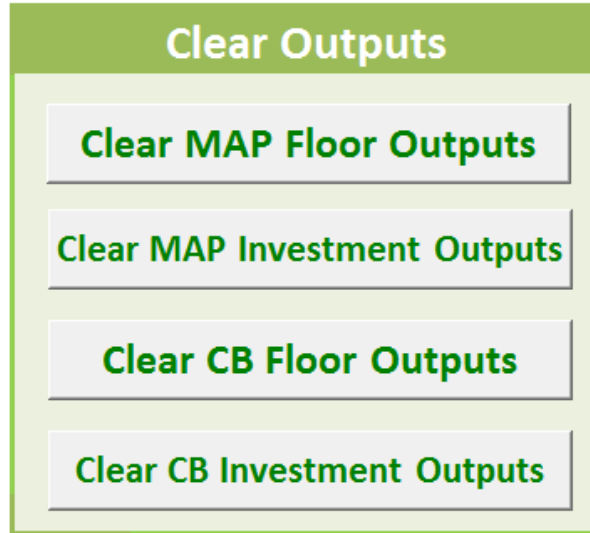 Clear Outputs
Clear MAP Floor Outputs
Clear MAP Investment Outputs
Clear CB Floor Outputs
Clear CB Investment Outputs